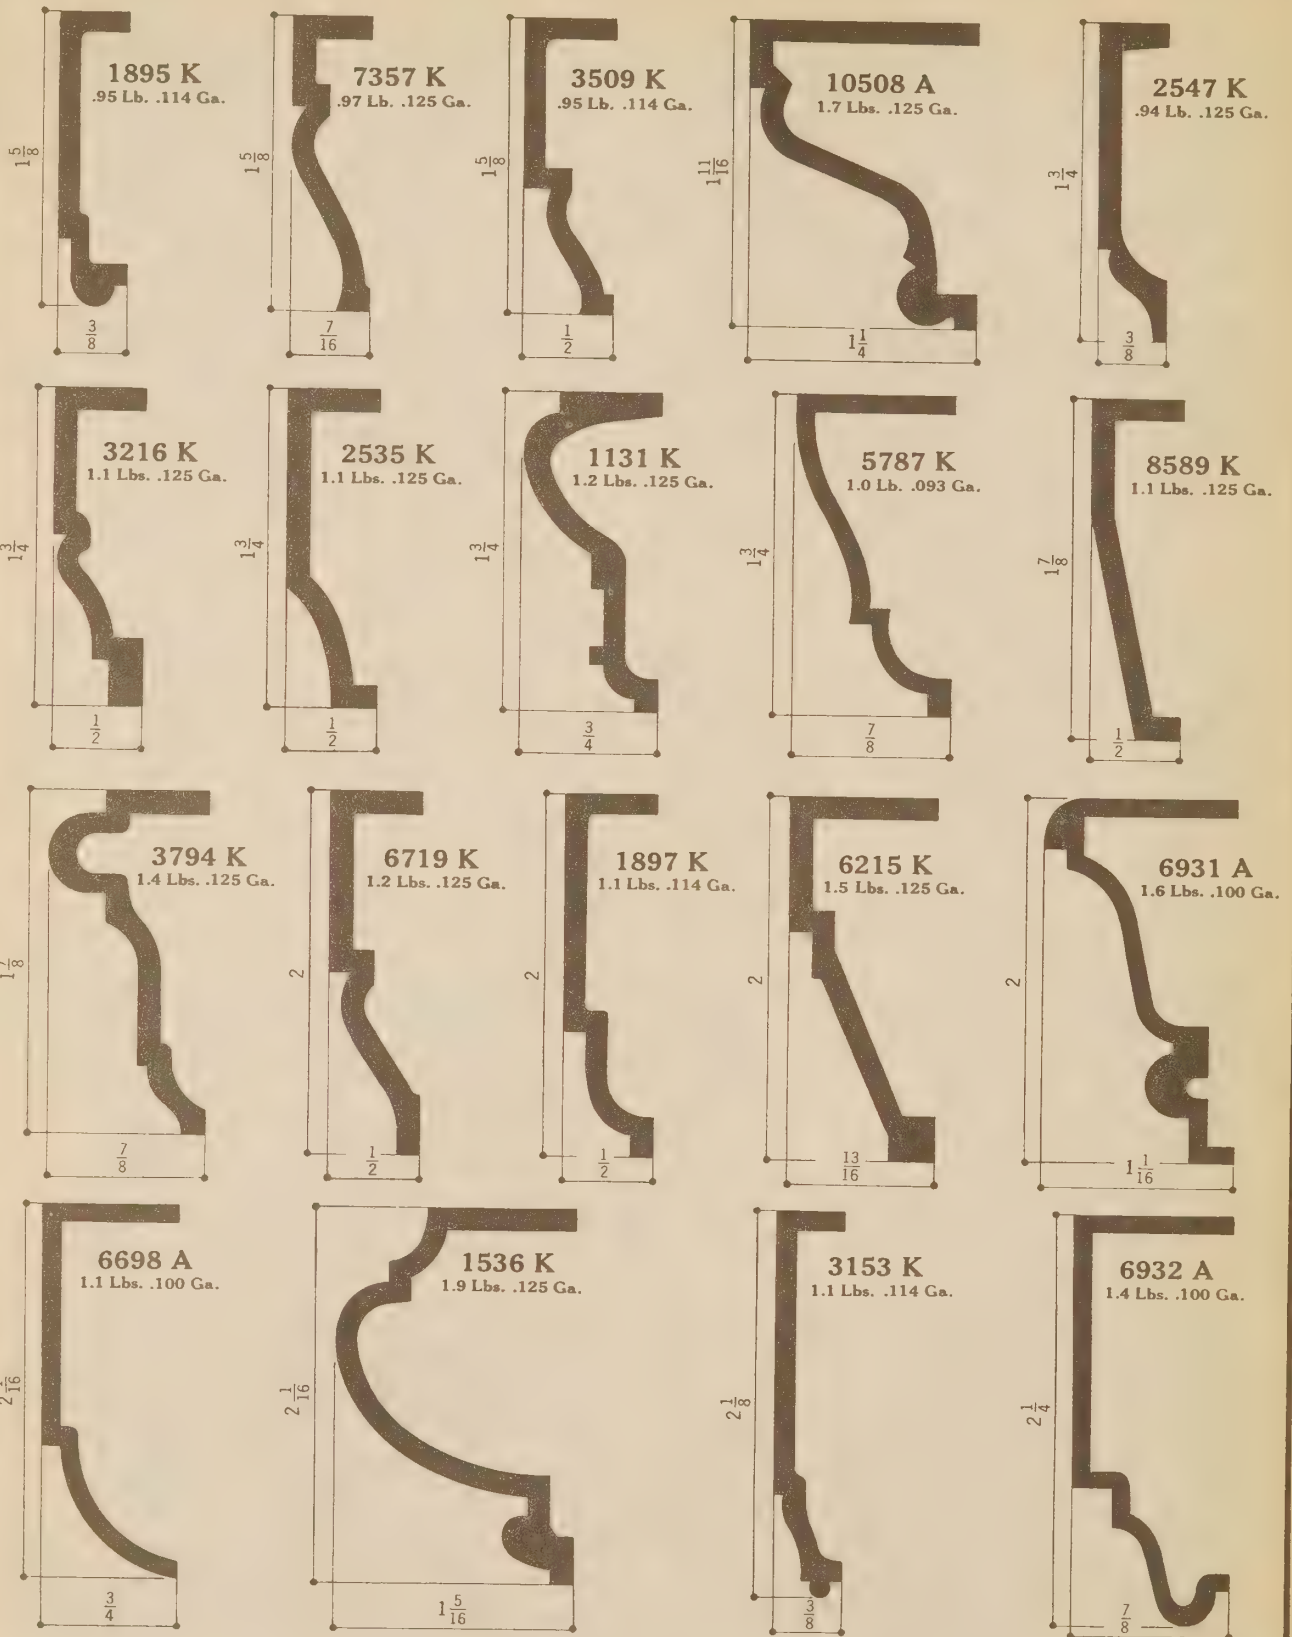 1895 K
.95 Lb. .114 Ga.
1 5/8
3/8
7357 K
.97 Lb. .125 Ga.
1 5/8
7/16
3509 K
.95 Lb. .114 Ga.
1 5/8
1/2
10508 A
1.7 Lbs. .125 Ga.
1 11/16
1 1/4
2547 K
.94 Lb. .125 Ga.
1 3/4
3/8
3216 K
1.1 Lbs. .125 Ga.
1 3/4
1/2
2535 K
1.1 Lbs. .125 Ga.
1 3/4
1/2
1131 K
1.2 Lbs. .125 Ga.
1 3/4
3/4
5787 K
1.0 Lb. .093 Ga.
1 3/4
7/8
8589 K
1.1 Lbs. .125 Ga.
1 7/8
1/2
3794 K
1.4 Lbs. .125 Ga.
1 7/8
7/8
6719 K
1.2 Lbs. .125 Ga.
2
1/2
1897 K
1.1 Lbs. .114 Ga.
2
1/2
6215 K
1.5 Lbs. .125 Ga.
2
13/16
6931 A
1.6 Lbs. .100 Ga.
2
1 1/16
6698 A
1.1 Lbs. .100 Ga.
2 1/16
3/4
1536 K
1.9 Lbs. .125 Ga.
2 1/16
1 5/16
3153 K
1.1 Lbs. .114 Ga.
2 1/8
3/8
6932 A
1.4 Lbs. .100 Ga.
2 1/4
7/8